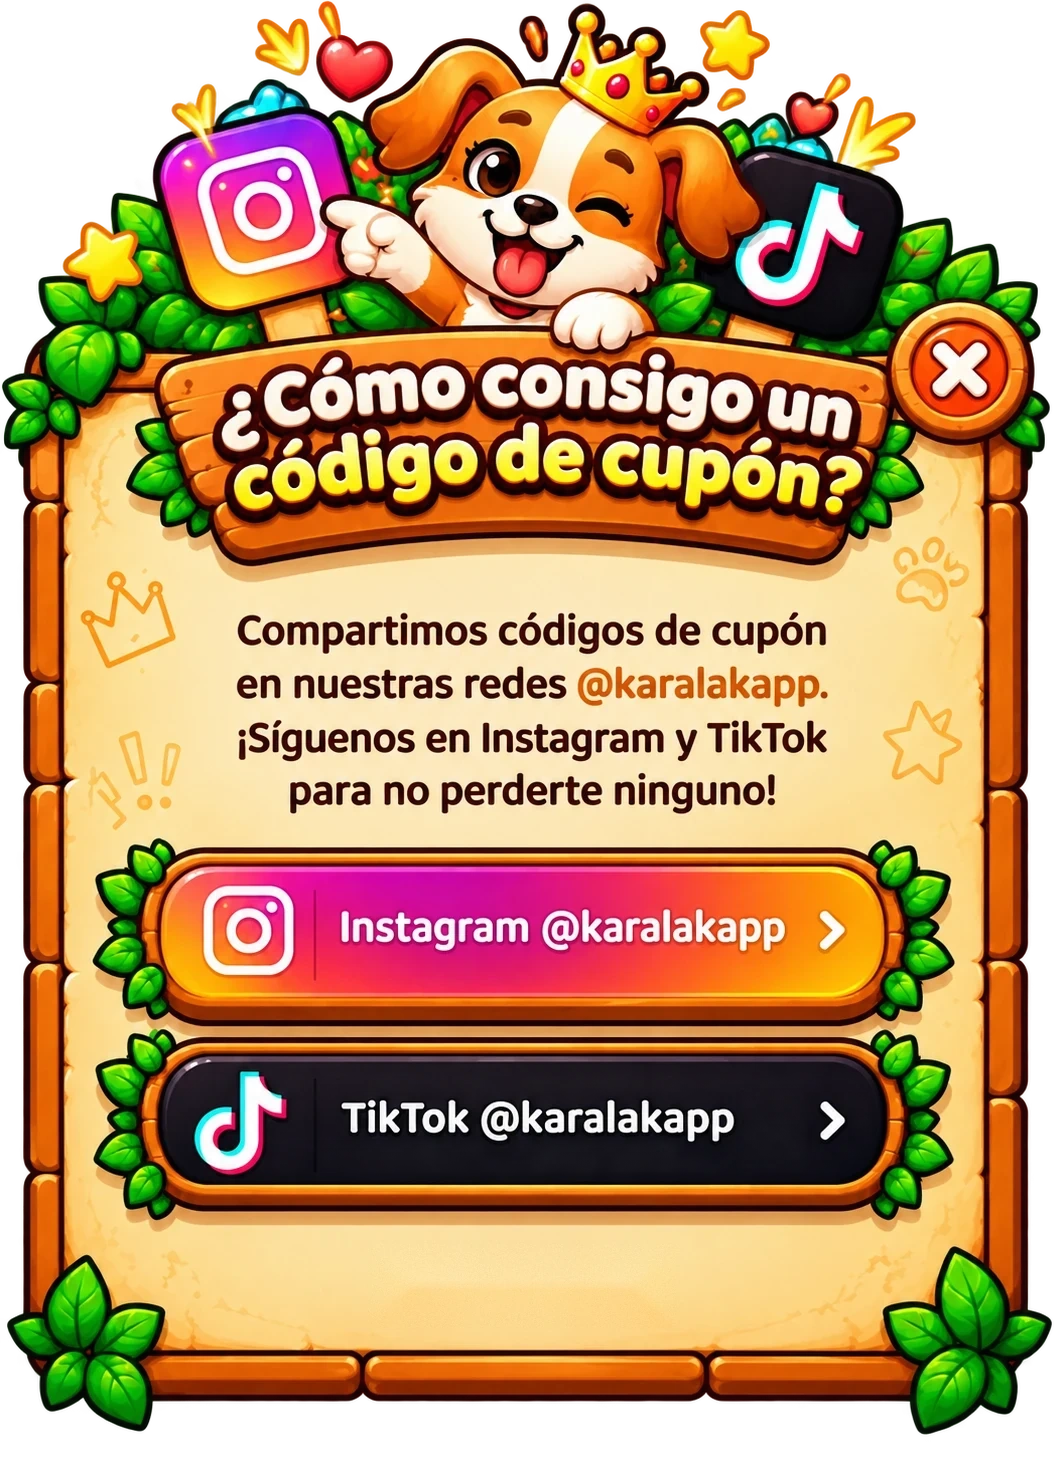 ¿Cómo consigo un
código de cupón?
Compartimos códigos de cupón
en nuestras redes @karalakapp.
¡Síguenos en Instagram y TikTok
para no perderte ninguno!
Instagram @karalakapp
TikTok @karalakapp